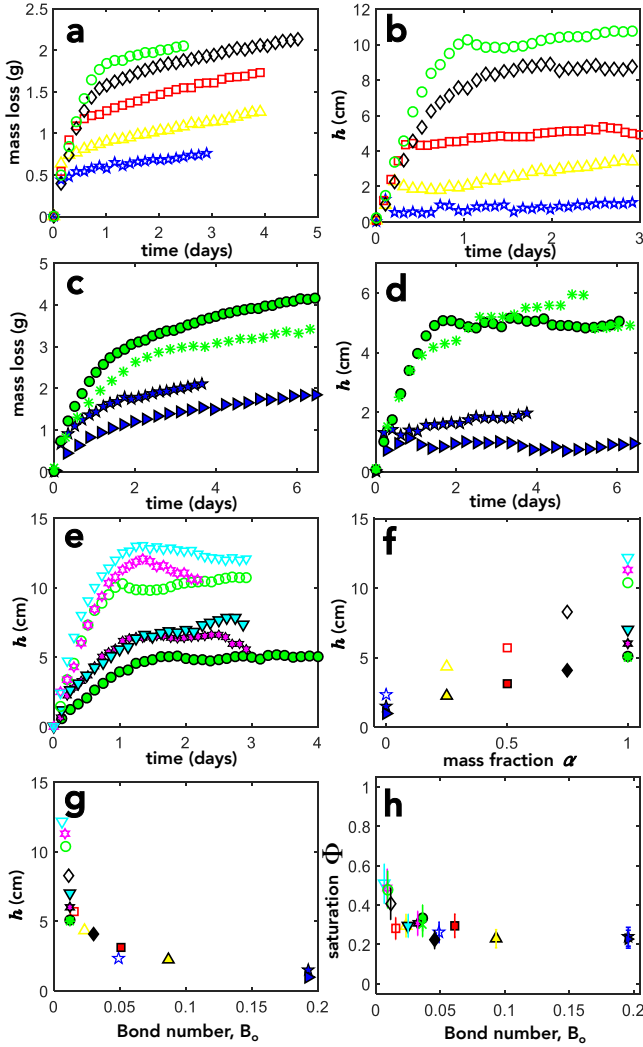 a
mass loss (g)
2.5
2
1.5
1
0.5
0
0 1 2 3 4 5
time (days)
b
h (cm)
12
10
8
6
4
2
0
0 1 2 3
time (days)
c
mass loss (g)
5
4
3
2
1
0
0 2 4 6
time (days)
d
h (cm)
6
4
2
0
0 2 4 6
time (days)
e
h (cm)
15
10
5
0
0 1 2 3 4
time (days)
f
h (cm)
15
10
5
0
0 0.5 1
mass fraction α
g
h (cm)
15
10
5
0
0 0.05 0.1 0.15 0.2
Bond number, Bo
h
saturation Φ
1
0.8
0.6
0.4
0.2
0
0 0.05 0.1 0.15 0.2
Bond number, Bo